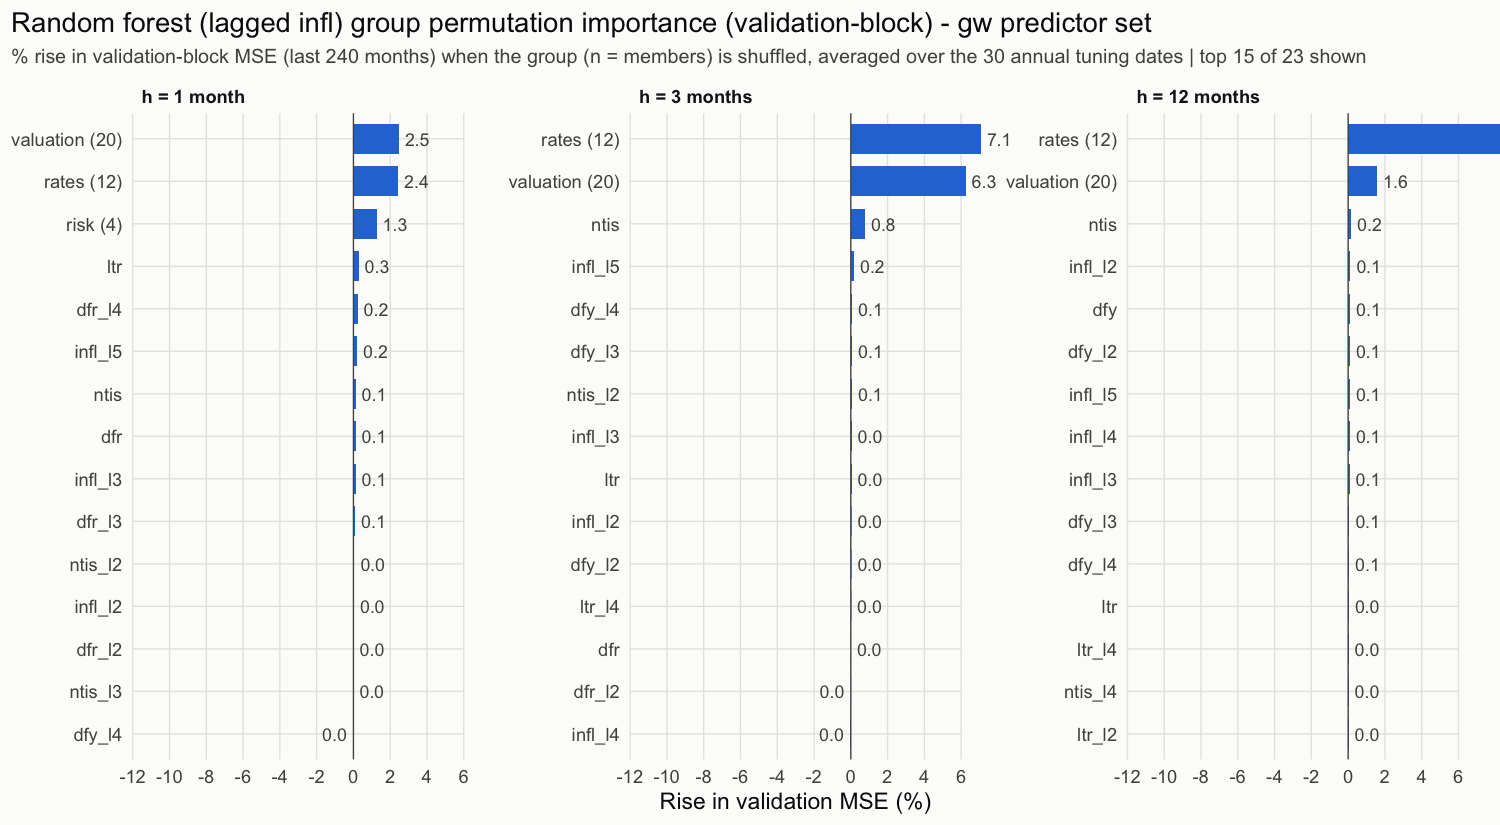 Random forest (lagged infl) group permutation importance (validation-block) - gw predictor set
% rise in validation-block MSE (last 240 months) when the group (n = members) is shuffled, averaged over the 30 annual tuning dates | top 15 of 23 shown
h = 1 month
valuation (20) 2.5
rates (12) 2.4
risk (4) 1.3
ltr 0.3
dfr_l4 0.2
infl_l5 0.2
ntis 0.1
dfr 0.1
infl_l3 0.1
dfr_l3 0.1
ntis_l2 0.0
infl_l2 0.0
dfr_l2 0.0
ntis_l3 0.0
dfy_l4 0.0
-12 -10 -8 -6 -4 -2 0 2 4 6
h = 3 months
rates (12) 7.1
valuation (20) 6.3
ntis 0.8
infl_l5 0.2
dfy_l4 0.1
dfy_l3 0.1
ntis_l2 0.1
infl_l3 0.0
ltr 0.0
infl_l2 0.0
dfy_l2 0.0
ltr_l4 0.0
dfr 0.0
dfr_l2 0.0
infl_l4 0.0
-12 -10 -8 -6 -4 -2 0 2 4 6
h = 12 months
rates (12)
valuation (20) 1.6
ntis 0.2
infl_l2 0.1
dfy 0.1
dfy_l2 0.1
infl_l5 0.1
infl_l4 0.1
infl_l3 0.1
dfy_l3 0.1
dfy_l4 0.1
ltr 0.0
ltr_l4 0.0
ntis_l4 0.0
ltr_l2 0.0
-12 -10 -8 -6 -4 -2 0 2 4 6
Rise in validation MSE (%)